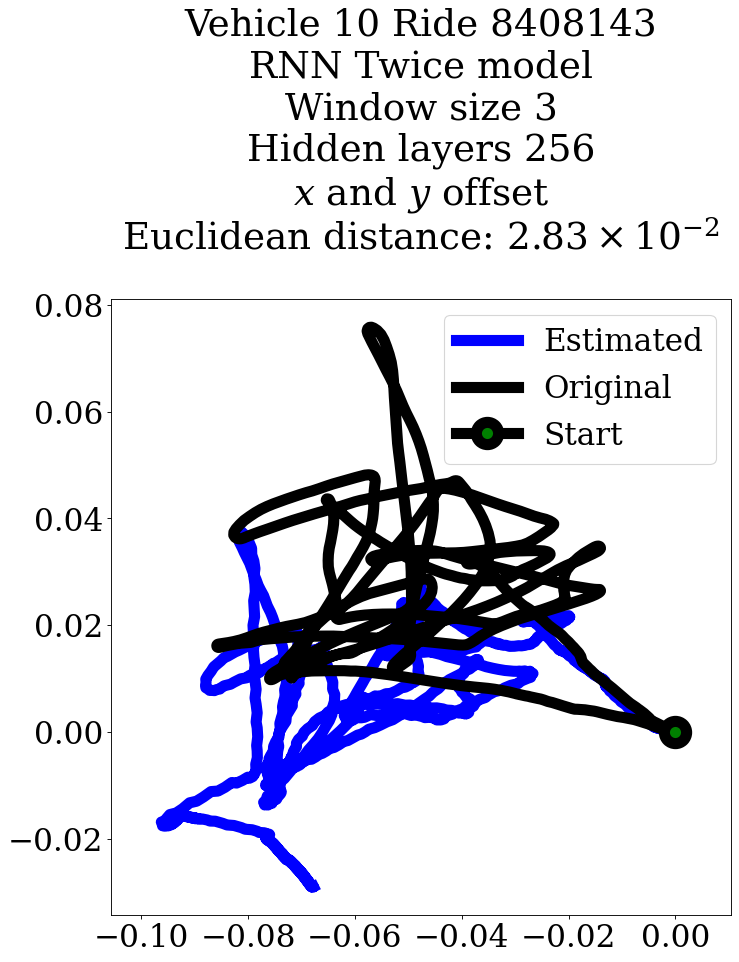 Vehicle 10 Ride 8408143
RNN Twice model
Window size 3
Hidden layers 256
x and y offset
Euclidean distance: 2.83 × 10⁻²
0.08
0.06
0.04
0.02
0.00
−0.02
Estimated
Original
Start
−0.10 −0.08 −0.06 −0.04 −0.02 0.00